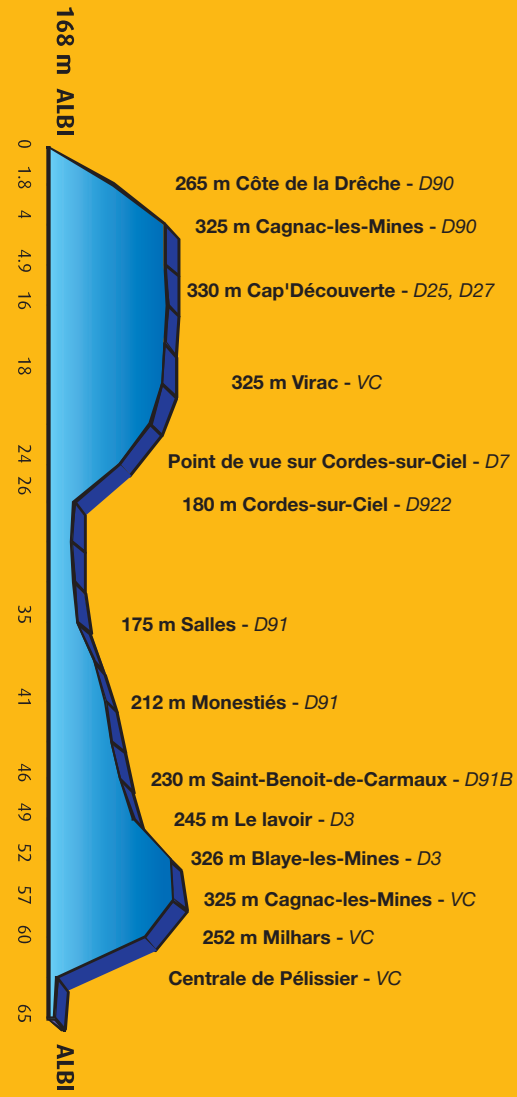 168 m ALBI
0
1.8
265 m Côte de la Drêche - D90
4
325 m Cagnac-les-Mines - D90
4.9
16
330 m Cap'Découverte - D25, D27
18
325 m Virac - VC
24
Point de vue sur Cordes-sur-Ciel - D7
26
180 m Cordes-sur-Ciel - D922
35
175 m Salles - D91
41
212 m Monestiés - D91
46
230 m Saint-Benoit-de-Carmaux - D91B
49
245 m Le lavoir - D3
52
326 m Blaye-les-Mines - D3
57
325 m Cagnac-les-Mines - VC
60
252 m Milhars - VC
Centrale de Pélissier - VC
65
ALBI